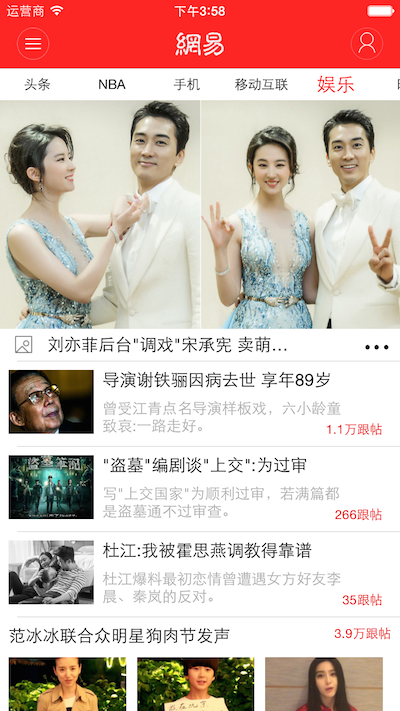 运营商 下午3:58
網易
头条 NBA 手机 移动互联 娱乐
刘亦菲后台"调戏"宋承宪 卖萌...
导演谢铁骊因病去世 享年89岁
曾受江青点名导演样板戏，六小龄童
致哀:一路走好。
1.1万跟帖
盗墓笔记
"盗墓"编剧谈"上交":为过审
写"上交国家"为顺利过审，若满篇都
是盗墓通不过审查。
266跟帖
杜江:我被霍思燕调教得靠谱
杜江爆料最初恋情曾遭遇女方好友李
晨、秦岚的反对。
35跟帖
范冰冰联合众明星狗肉节发声 3.9万跟帖